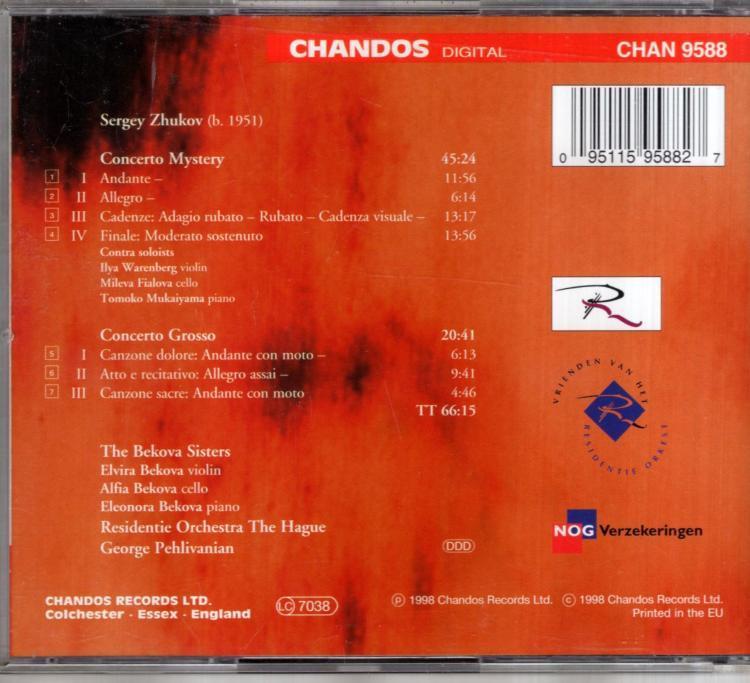 CHANDOS DIGITAL CHAN 9588
0 95115 95882 7
Sergey Zhukov (b. 1951)
Concerto Mystery 45:24
1 I Andante – 11:56
2 II Allegro – 6:14
3 III Cadenze: Adagio rubato – Rubato – Cadenza visuale – 13:17
4 IV Finale: Moderato sostenuto 13:56
Contra soloists
Ilya Warenberg violin
Mileva Fialova cello
Tomoko Mukaiyama piano
Concerto Grosso 20:41
5 I Canzone dolore: Andante con moto – 6:13
6 II Atto e recitativo: Allegro assai – 9:41
7 III Canzone sacre: Andante con moto 4:46
TT 66:15
VRIENDEN VAN HET
RESIDENTIE ORKEST
The Bekova Sisters
Elvira Bekova violin
Alfia Bekova cello
Eleonora Bekova piano
Residentie Orchestra The Hague
George Pehlivanian DDD
NOG Verzekeringen
CHANDOS RECORDS LTD.
Colchester · Essex · England
LC 7038
℗ 1998 Chandos Records Ltd. © 1998 Chandos Records Ltd.
Printed in the EU